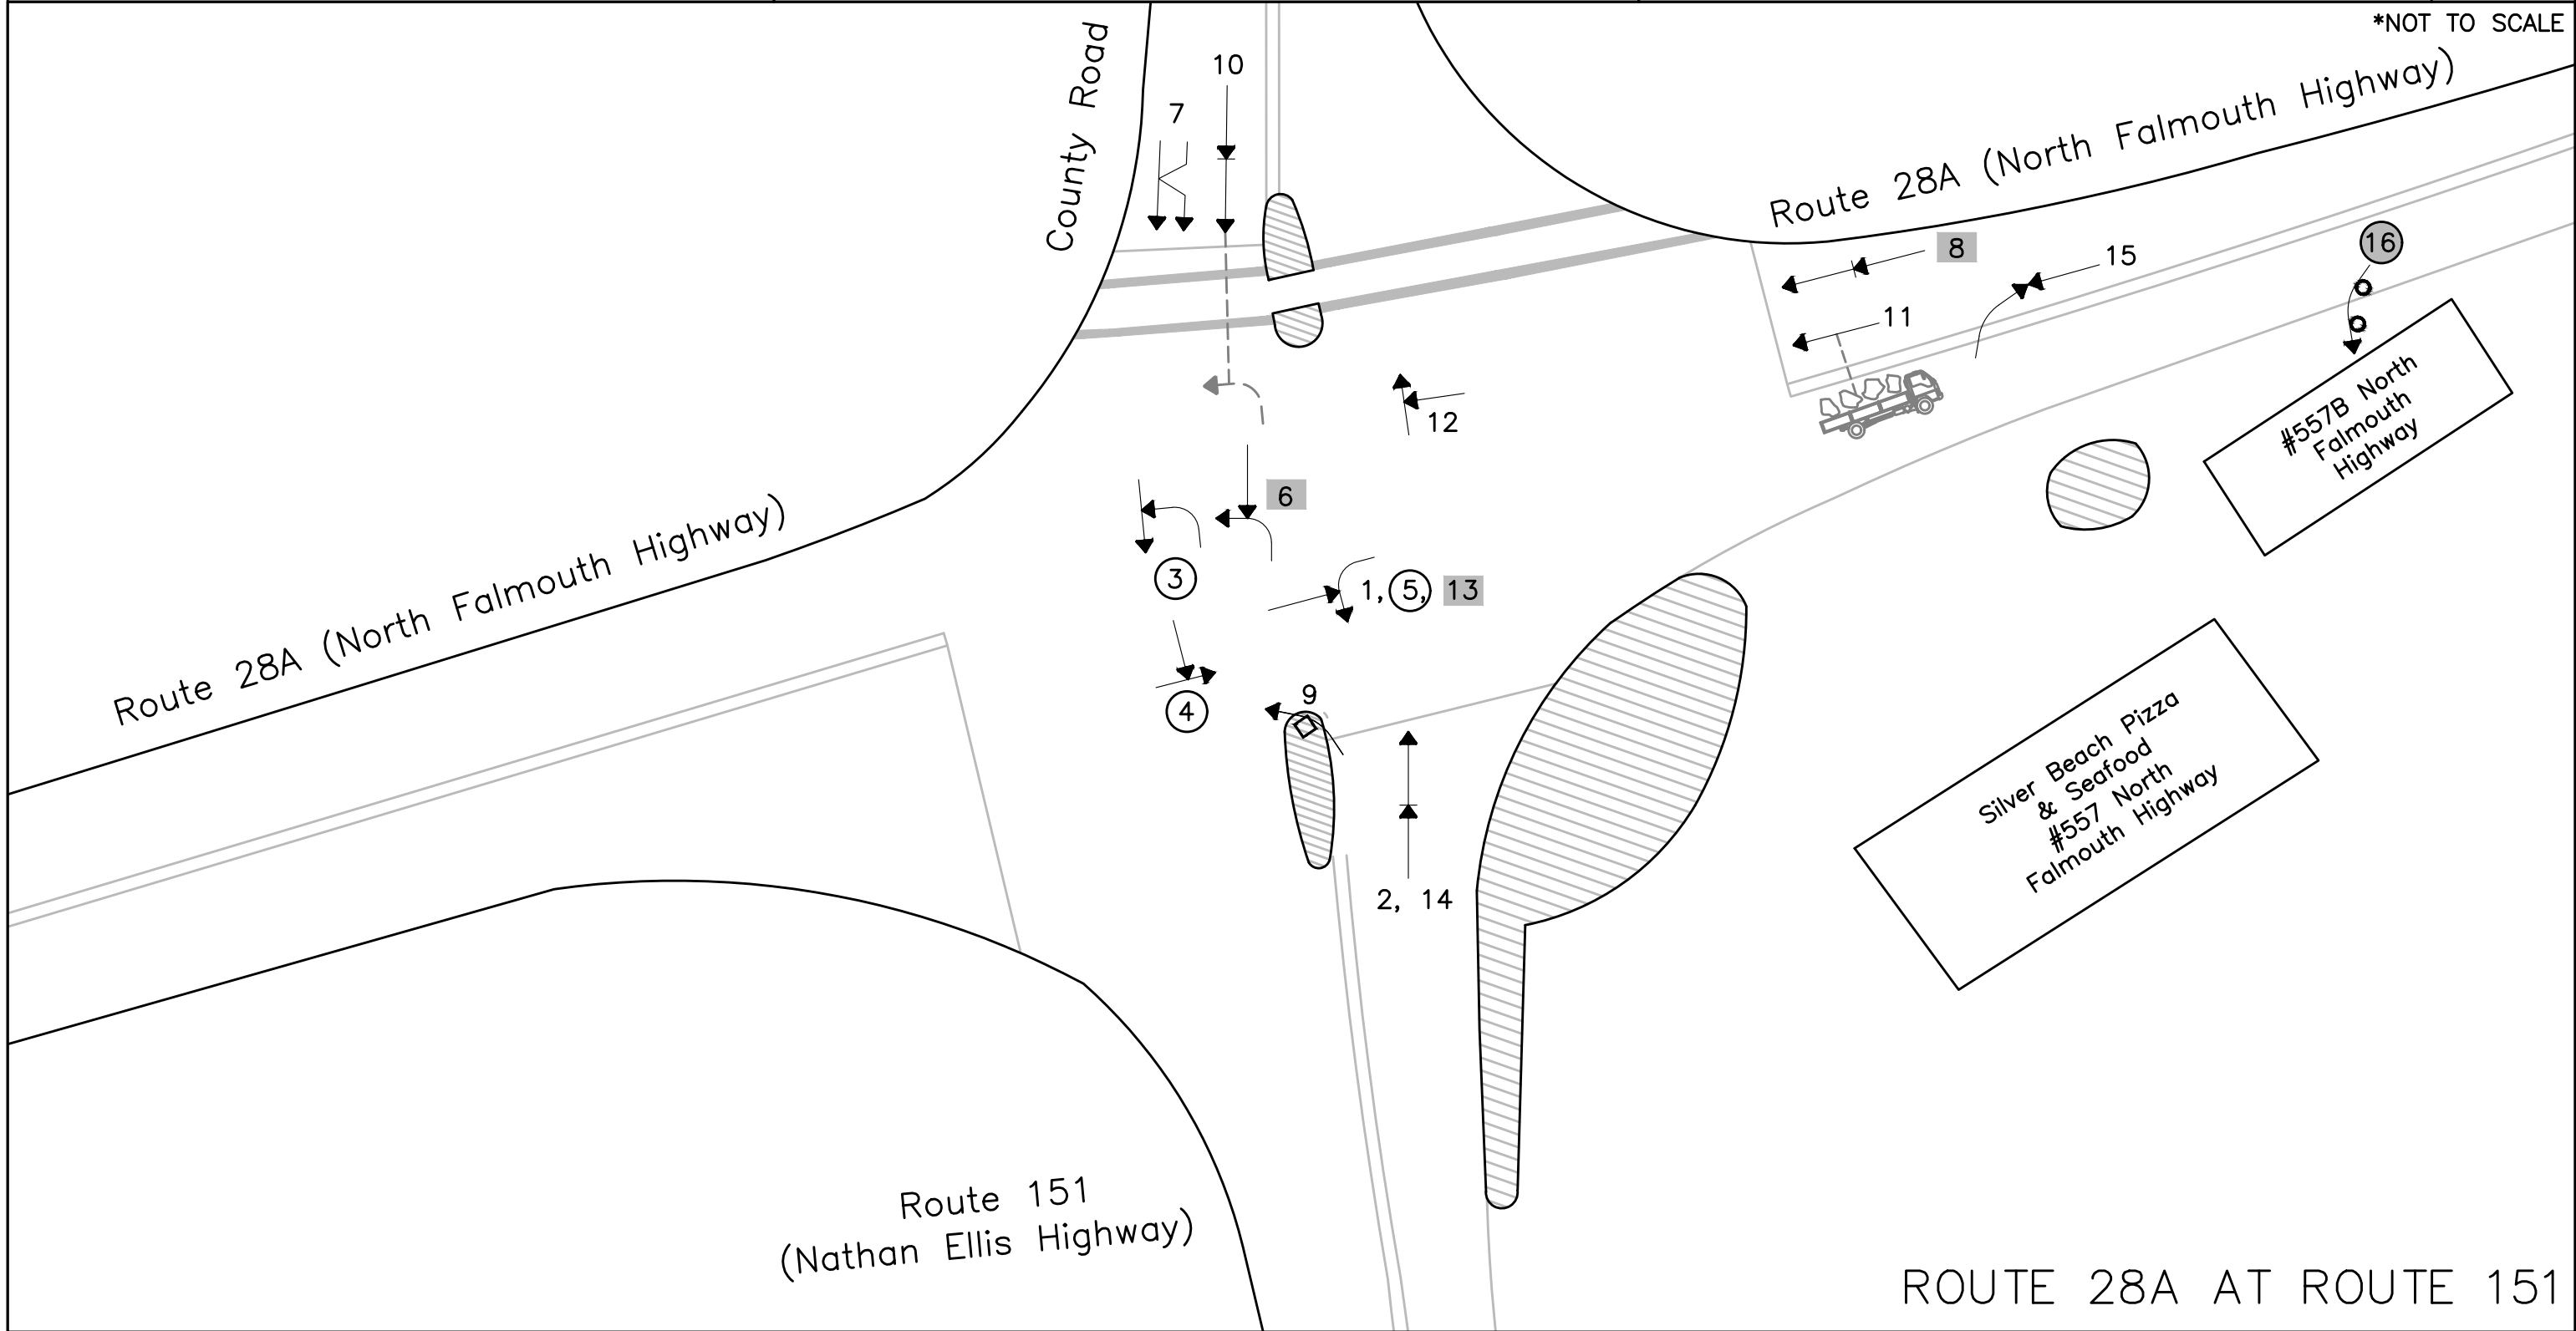 *NOT TO SCALE
County Road
10
7
Route 28A (North Falmouth Highway)
8
15
16
11
12
#557B North
Falmouth
Highway
Route 28A (North Falmouth Highway)
6
3
1, 5, 13
4
9
2, 14
Silver Beach Pizza
& Seafood
#557 North
Falmouth Highway
Route 151
(Nathan Ellis Highway)
ROUTE 28A AT ROUTE 151